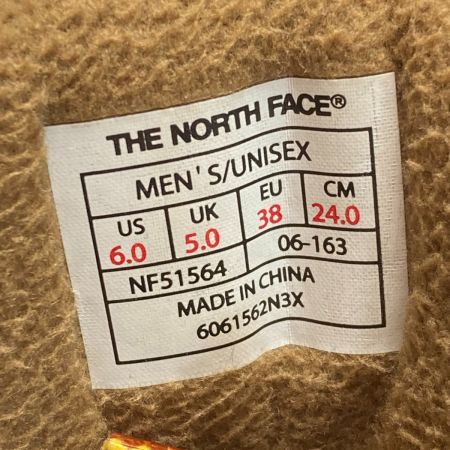 THE NORTH FACE®
MEN'S/UNISEX
US UK EU CM
6.0 5.0 38 24.0
NF51564 06-163
MADE IN CHINA
6061562N3X